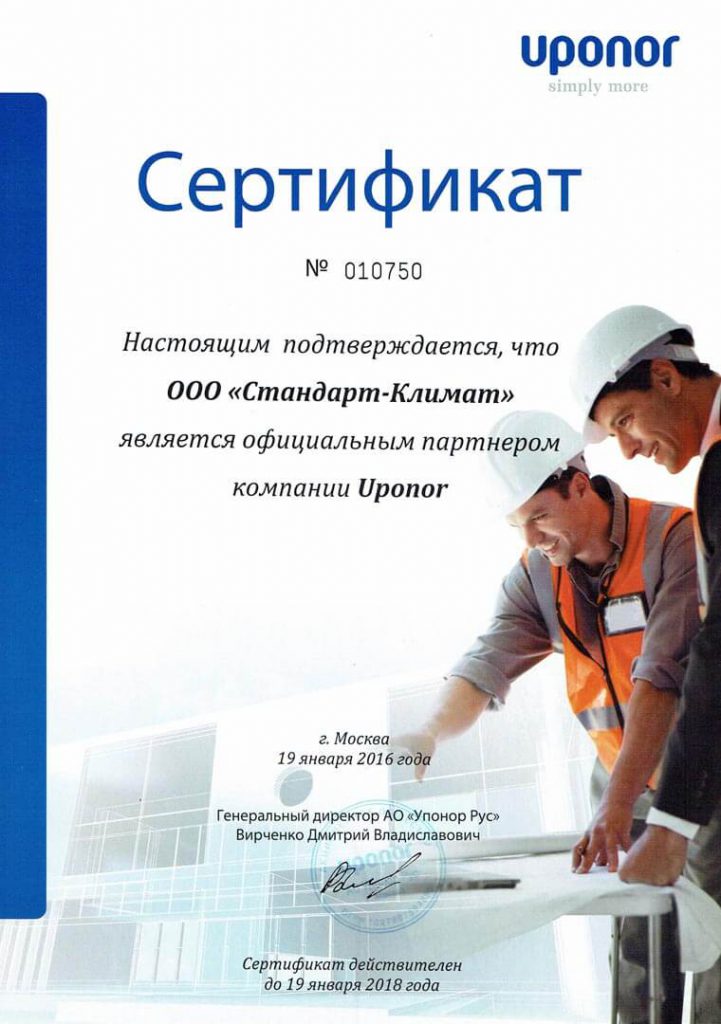 uponor
simply more
Сертификат
№ 010750
Настоящим подтверждается, что
ООО «Стандарт-Климат»
является официальным партнером
компании Uponor
г. Москва
19 января 2016 года
Генеральный директор АО «Упонор Рус»
Вирченко Дмитрий Владиславович
uponor
Сертификат действителен
до 19 января 2018 года